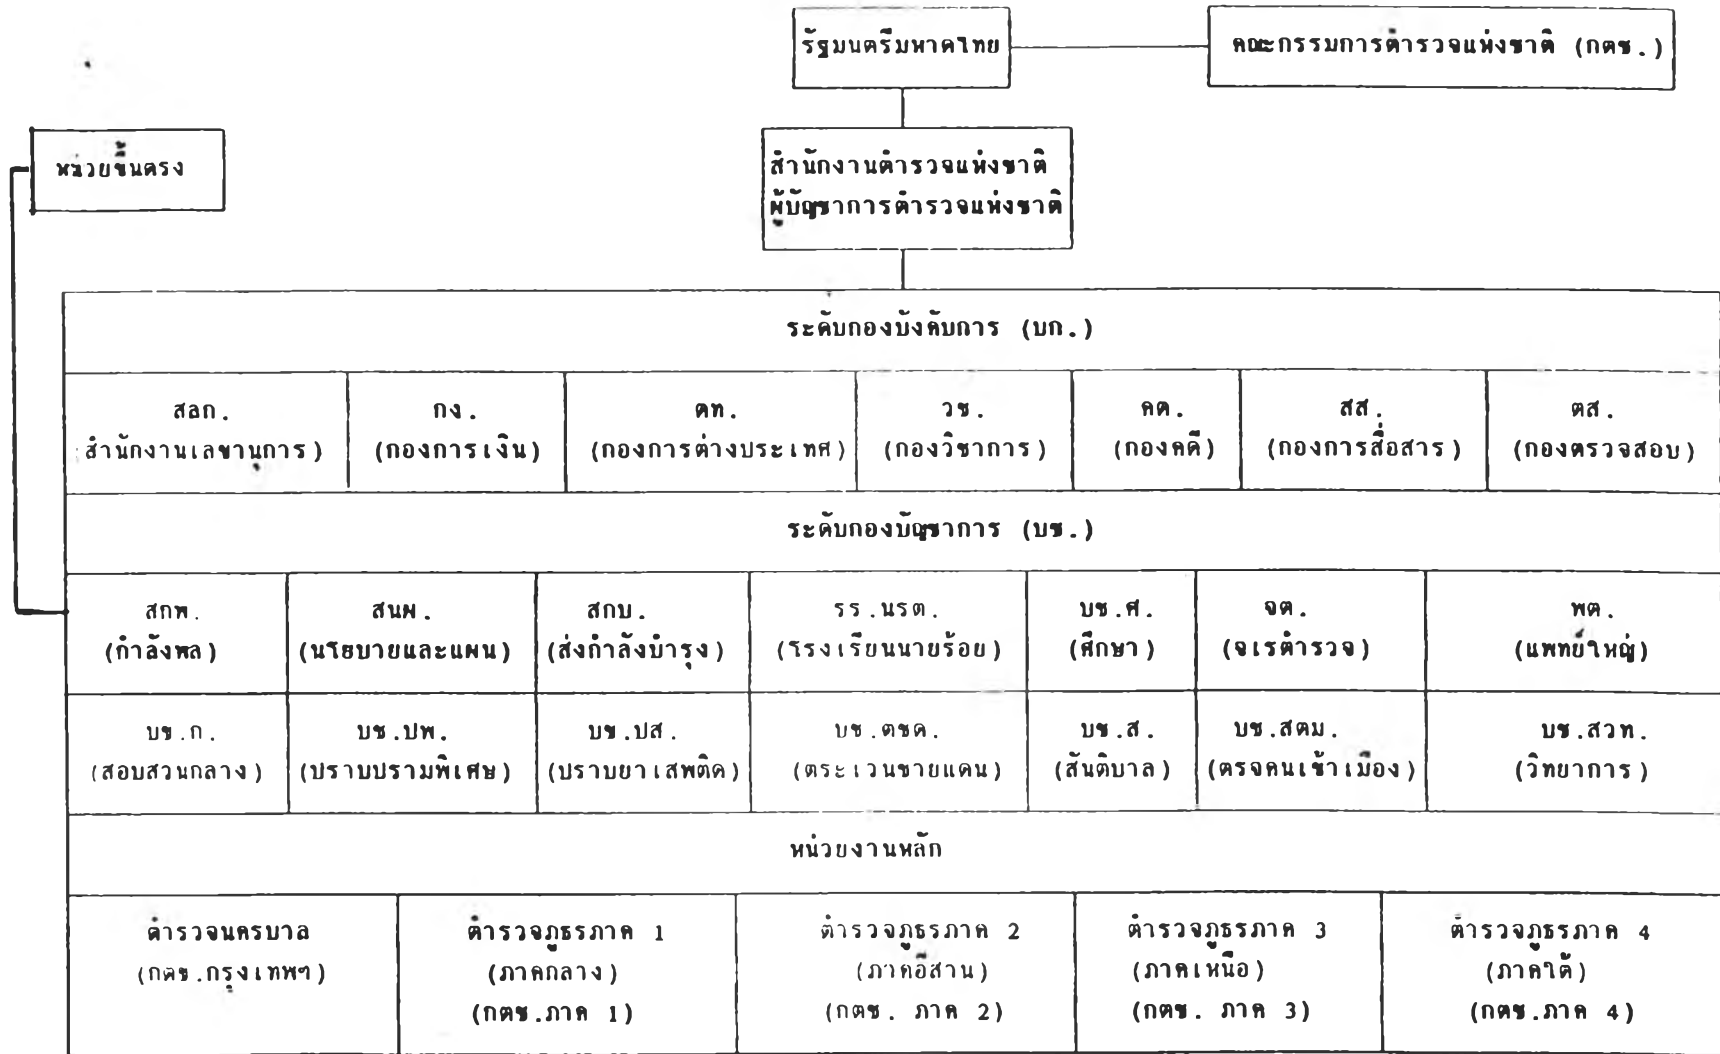 รัฐมนตรีมหาดไทย
คณะกรรมการตำรวจแห่งชาติ (กตช.)
หน่วยขึ้นตรง
สำนักงานตำรวจแห่งชาติ
ผู้บัญชาการตำรวจแห่งชาติ
ระดับกองบังคับการ (บก.)
สลก. กง. ตท. วช. คต. สส. ตส.
สำนักงานเลขานุการ) (กองการเงิน) (กองการต่างประเทศ) (กองวิชาการ) (กองคดี) (กองการสื่อสาร) (กองตรวจสอบ)
ระดับกองบัญชาการ (บช.)
สกพ. สนผ. สกบ. รร.นรต. บช.ศ. จต. พต.
(กำลังพล) (นโยบายและแผน) (ส่งกำลังบำรุง) (โรงเรียนนายร้อย) (ศึกษา) (จเรตำรวจ) (แพทย์ใหญ่)
บช.ก. บช.ปพ. บช.ปส. บช.ตชด. บช.ส. บช.สตม. บช.สวท.
(สอบสวนกลาง) (ปราบปรามพิเศษ) (ปราบยาเสพติด) (ตระเวนชายแดน) (สันติบาล) (ตรจคนเข้าเมือง) (วิทยาการ)
หน่วยงานหลัก
ตำรวจนครบาล ตำรวจภูธรภาค 1 ตำรวจภูธรภาค 2 ตำรวจภูธรภาค 3 ตำรวจภูธรภาค 4
(กตช.กรุงเทพฯ) (ภาคกลาง) (ภาคอีสาน) (ภาคเหนือ) (ภาคใต้)
(กตช.ภาค 1) (กตช. ภาค 2) (กตช. ภาค 3) (กตช.ภาค 4)